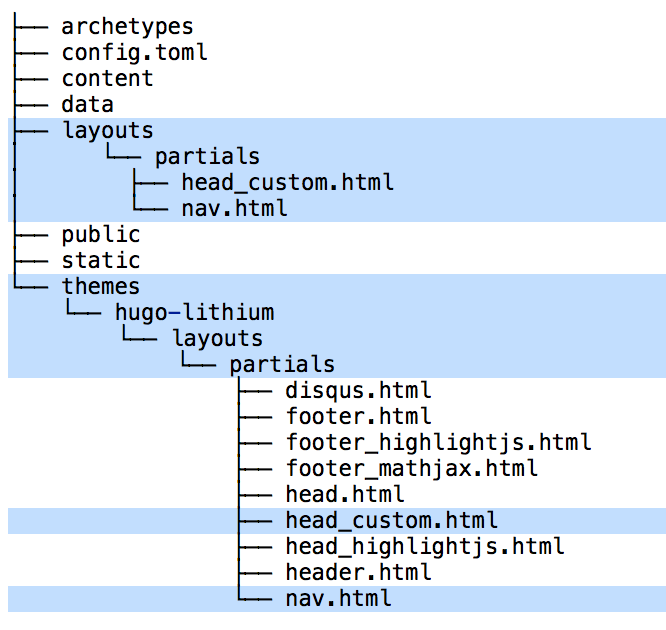 ├── archetypes
├── config.toml
├── content
├── data
├── layouts
│      └── partials
│        ├── head_custom.html
│        └── nav.html
├── public
├── static
└── themes
    └── hugo-lithium
        └── layouts
            └── partials
                ├── disqus.html
                ├── footer.html
                ├── footer_highlightjs.html
                ├── footer_mathjax.html
                ├── head.html
                ├── head_custom.html
                ├── head_highlightjs.html
                ├── header.html
                └── nav.html